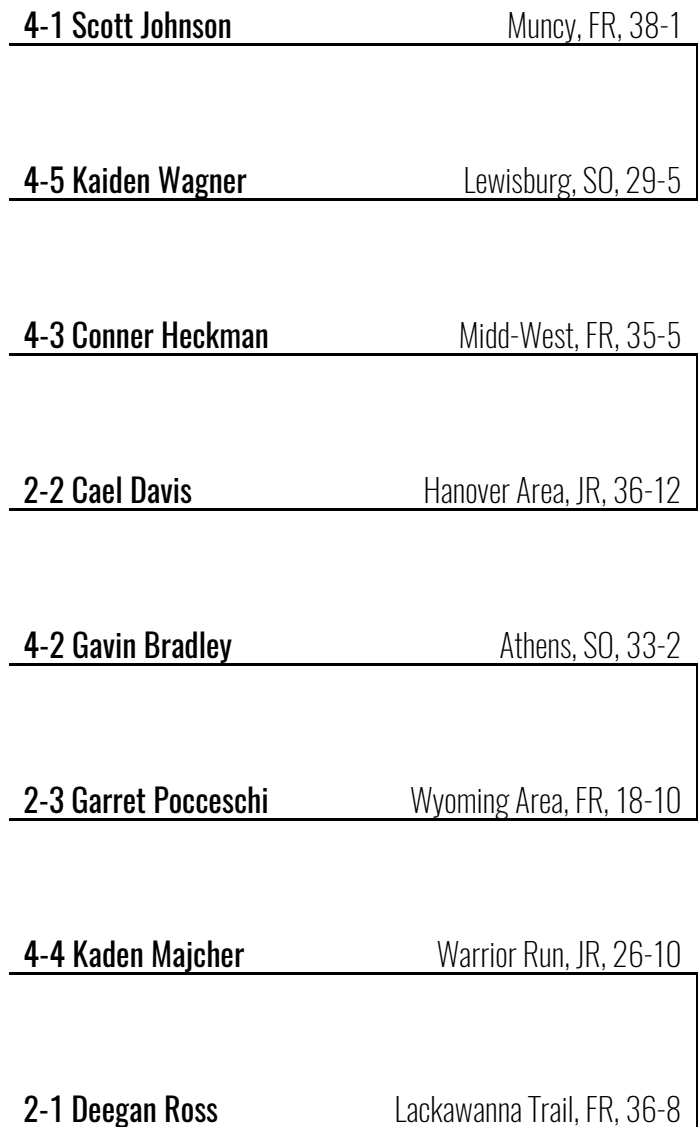 4-1 Scott Johnson Muncy, FR, 38-1
4-5 Kaiden Wagner Lewisburg, SO, 29-5
4-3 Conner Heckman Midd-West, FR, 35-5
2-2 Cael Davis Hanover Area, JR, 36-12
4-2 Gavin Bradley Athens, SO, 33-2
2-3 Garret Pocceschi Wyoming Area, FR, 18-10
4-4 Kaden Majcher Warrior Run, JR, 26-10
2-1 Deegan Ross Lackawanna Trail, FR, 36-8